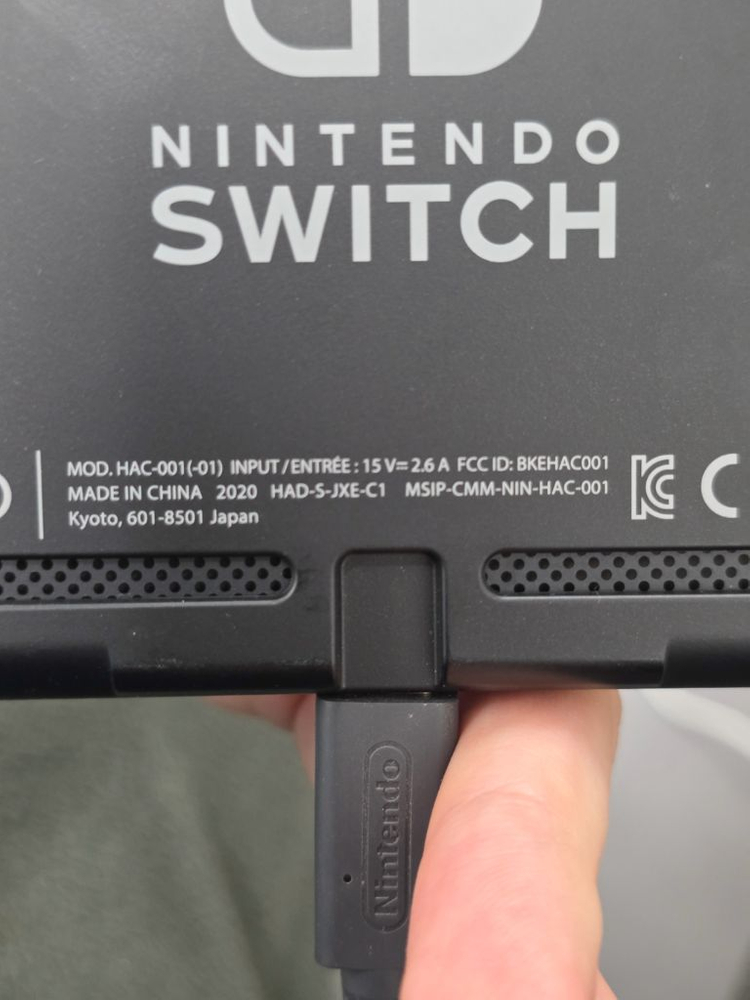 NINTENDO
SWITCH
MOD. HAC-001(-01) INPUT/ENTRÉE : 15 V⎓ 2.6 A FCC ID: BKEHAC001
MADE IN CHINA 2020 HAD-S-JXE-C1 MSIP-CMM-NIN-HAC-001
Kyoto, 601-8501 Japan
Nintendo